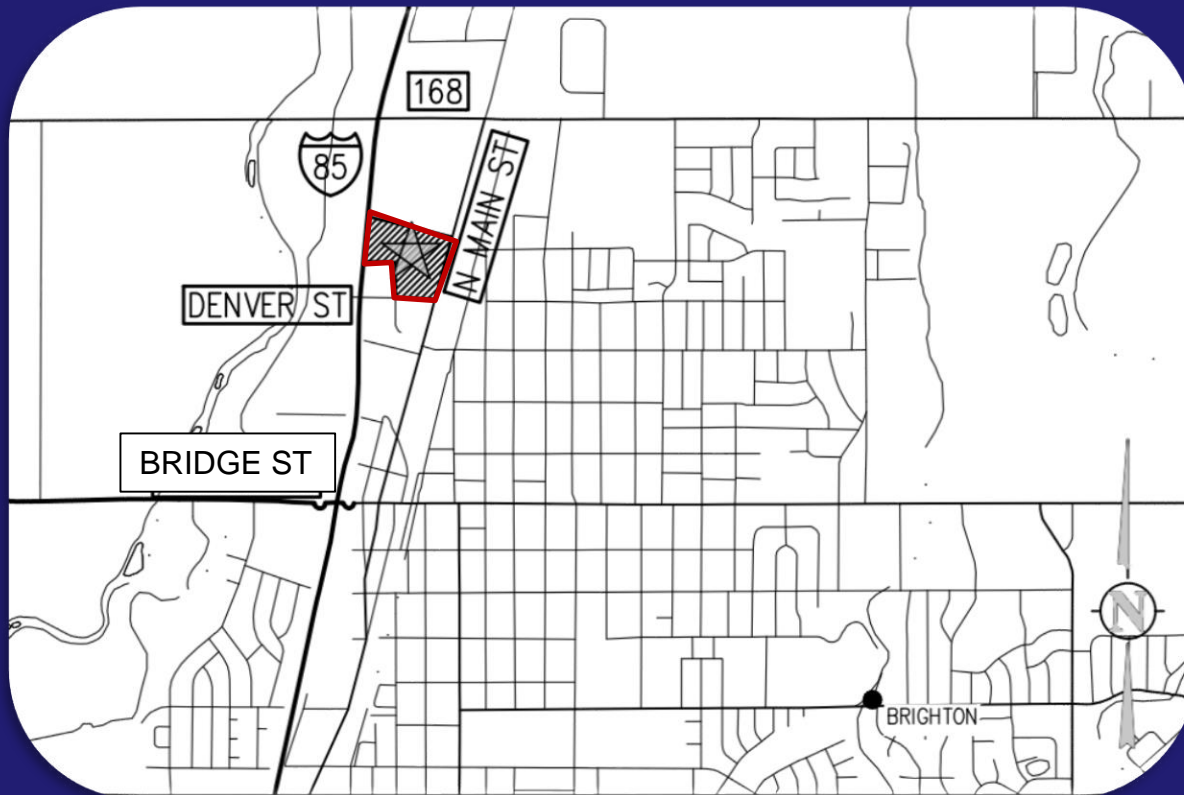 168
85
N MAIN ST
DENVER ST
BRIDGE ST
N
BRIGHTON